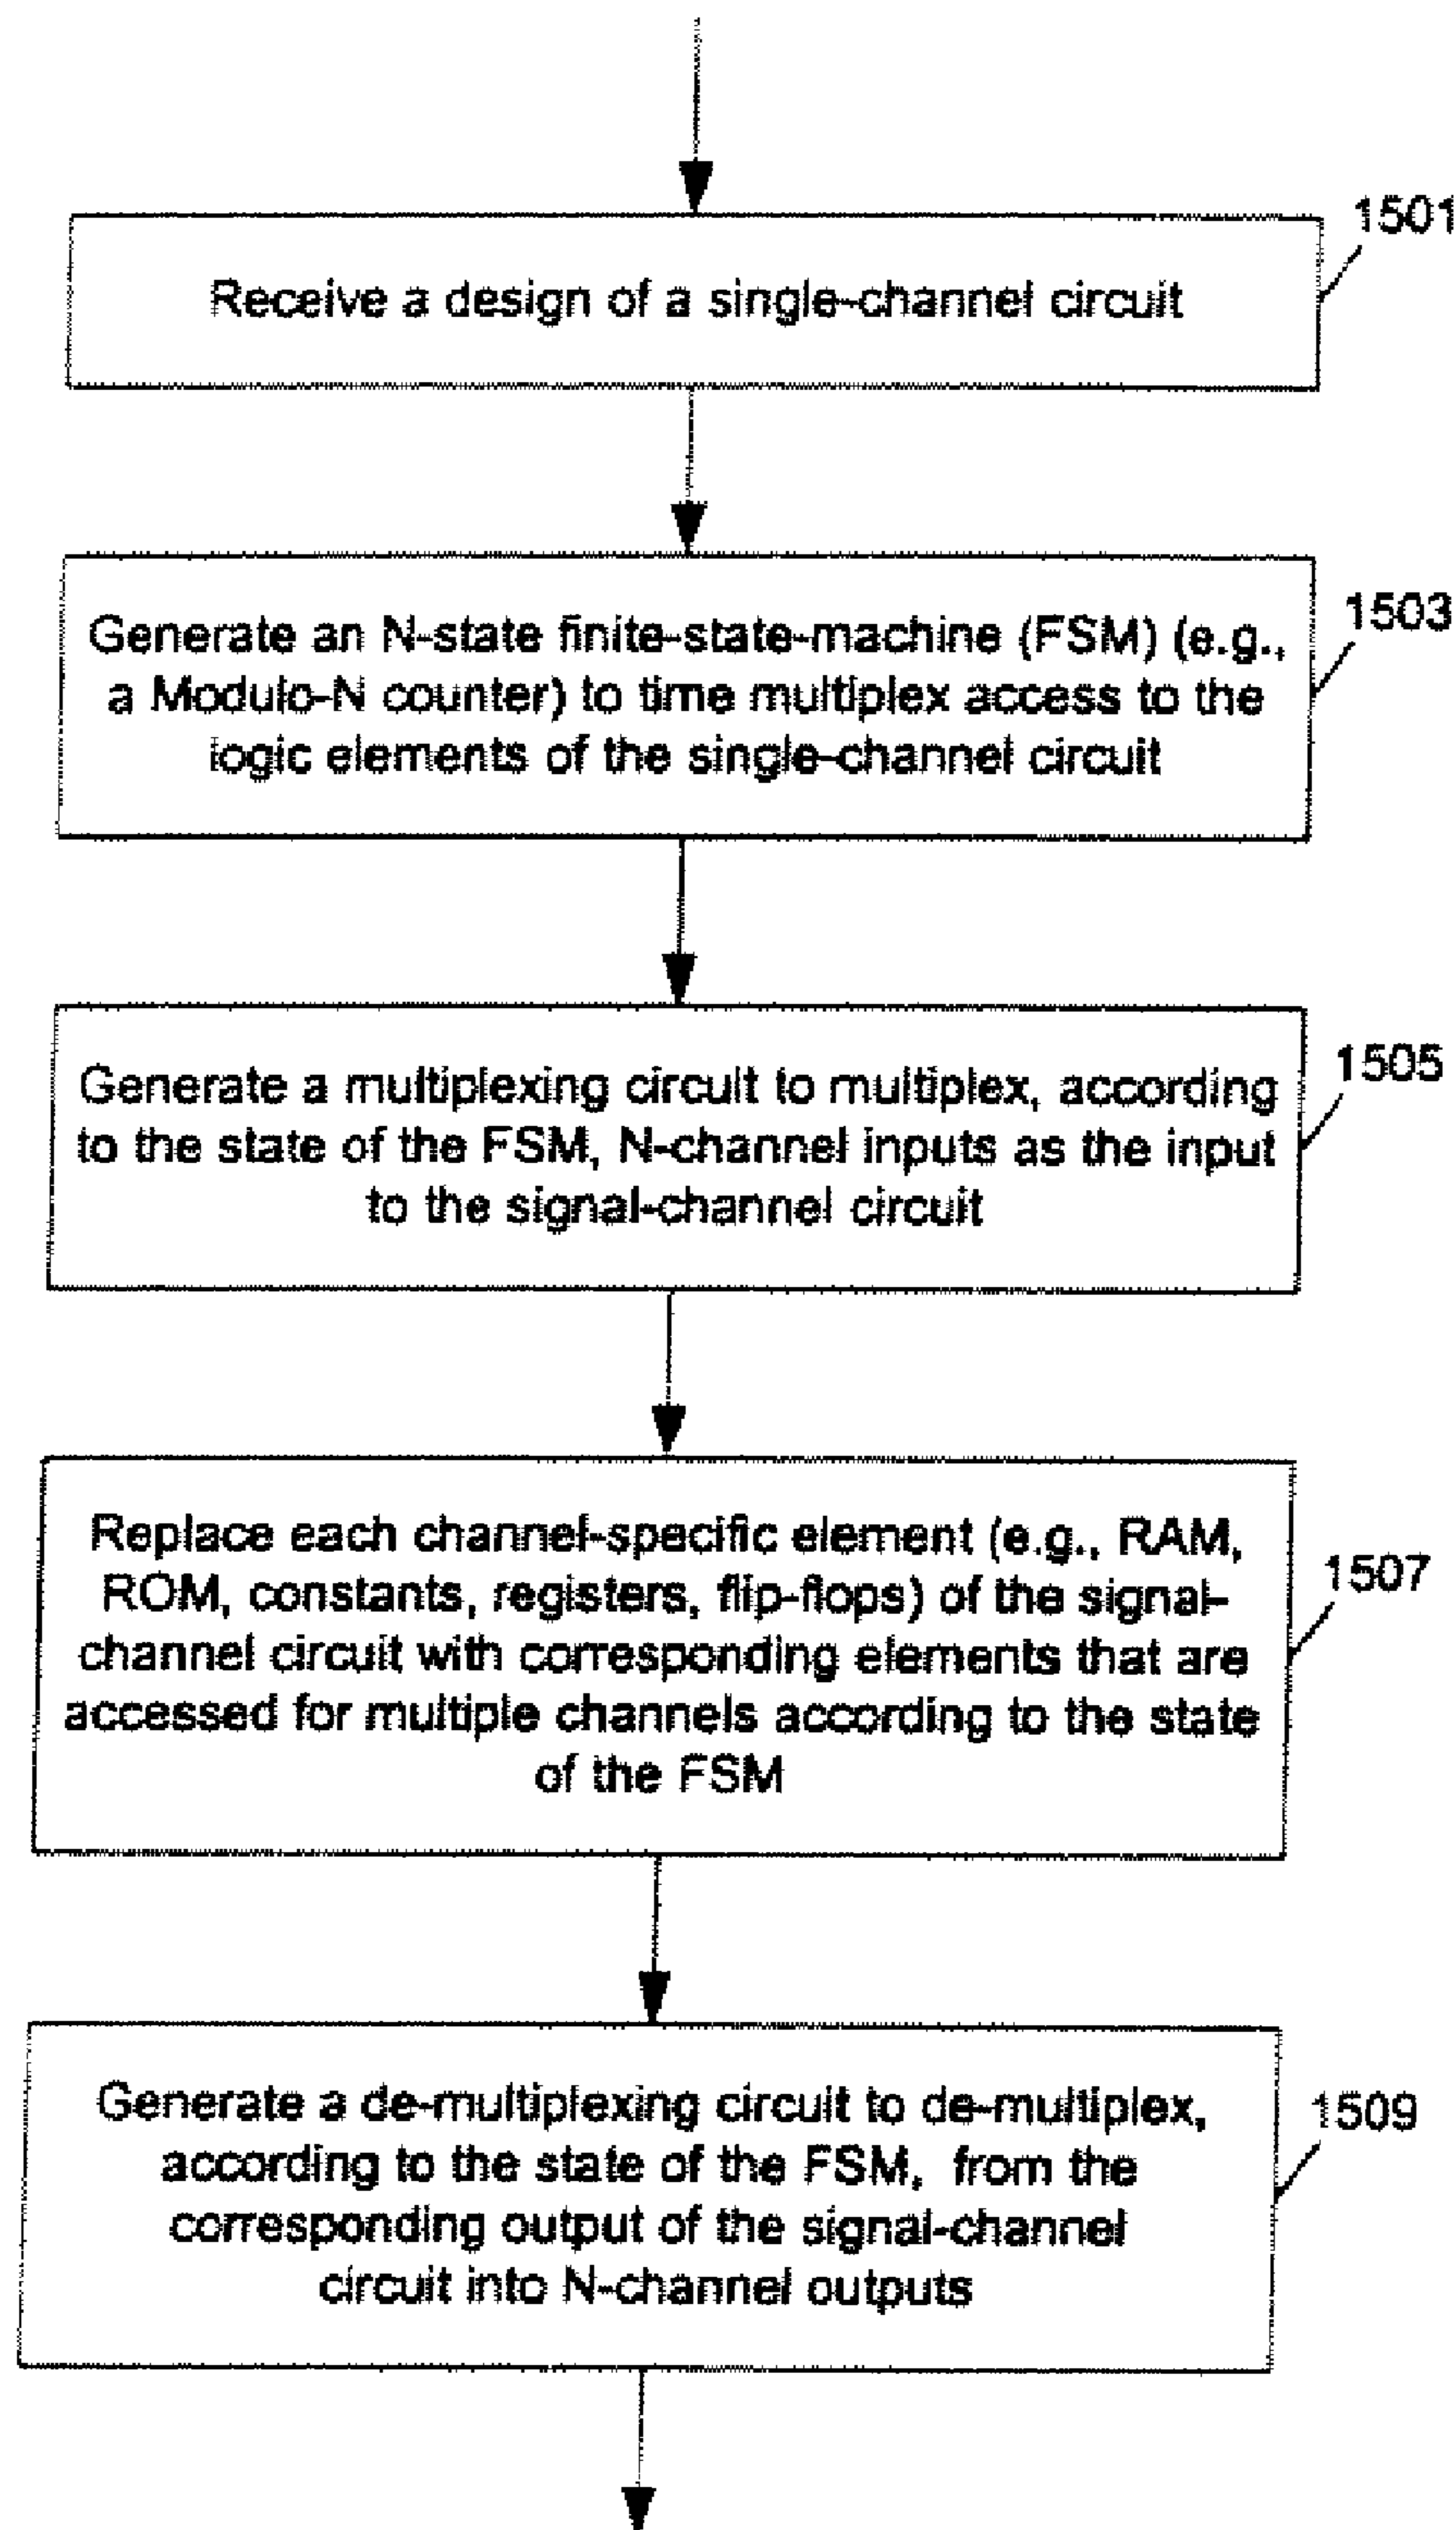 1501
Receive a design of a single-channel circuit
1503
Generate an N-state finite-state-machine (FSM) (e.g.,
a Modulo-N counter) to time multiplex access to the
logic elements of the single-channel circuit
1505
Generate a multiplexing circuit to multiplex, according
to the state of the FSM, N-channel inputs as the input
to the signal-channel circuit
1507
Replace each channel-specific element (e.g., RAM,
ROM, constants, registers, flip-flops) of the signal-
channel circuit with corresponding elements that are
accessed for multiple channels according to the state
of the FSM
1509
Generate a de-multiplexing circuit to de-multiplex,
according to the state of the FSM, from the
corresponding output of the signal-channel
circuit into N-channel outputs